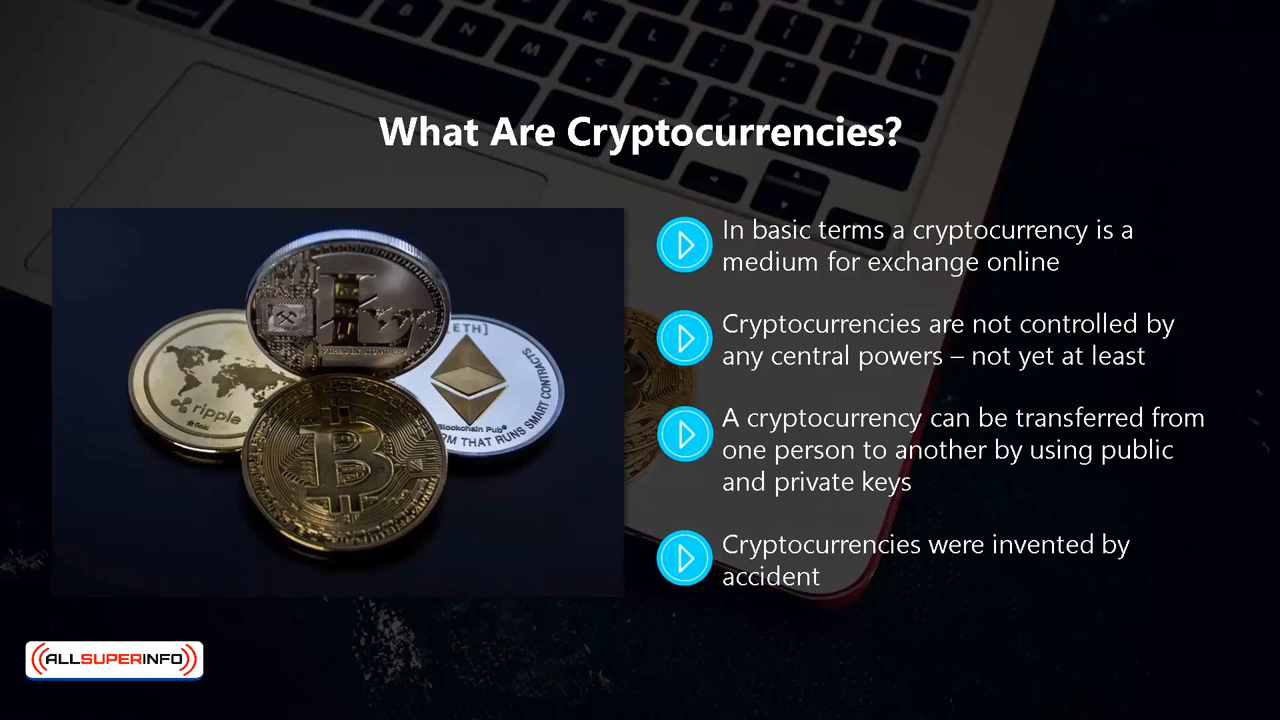 What Are Cryptocurrencies?
In basic terms a cryptocurrency is a
medium for exchange online
Cryptocurrencies are not controlled by
any central powers – not yet at least
A cryptocurrency can be transferred from
one person to another by using public
and private keys
Cryptocurrencies were invented by
accident
[ETH]
SMART CONTRACTS
Blockchain Pub®
RM THAT RUNS
ripple
ALLSUPERINFO
B
N
M
K
L